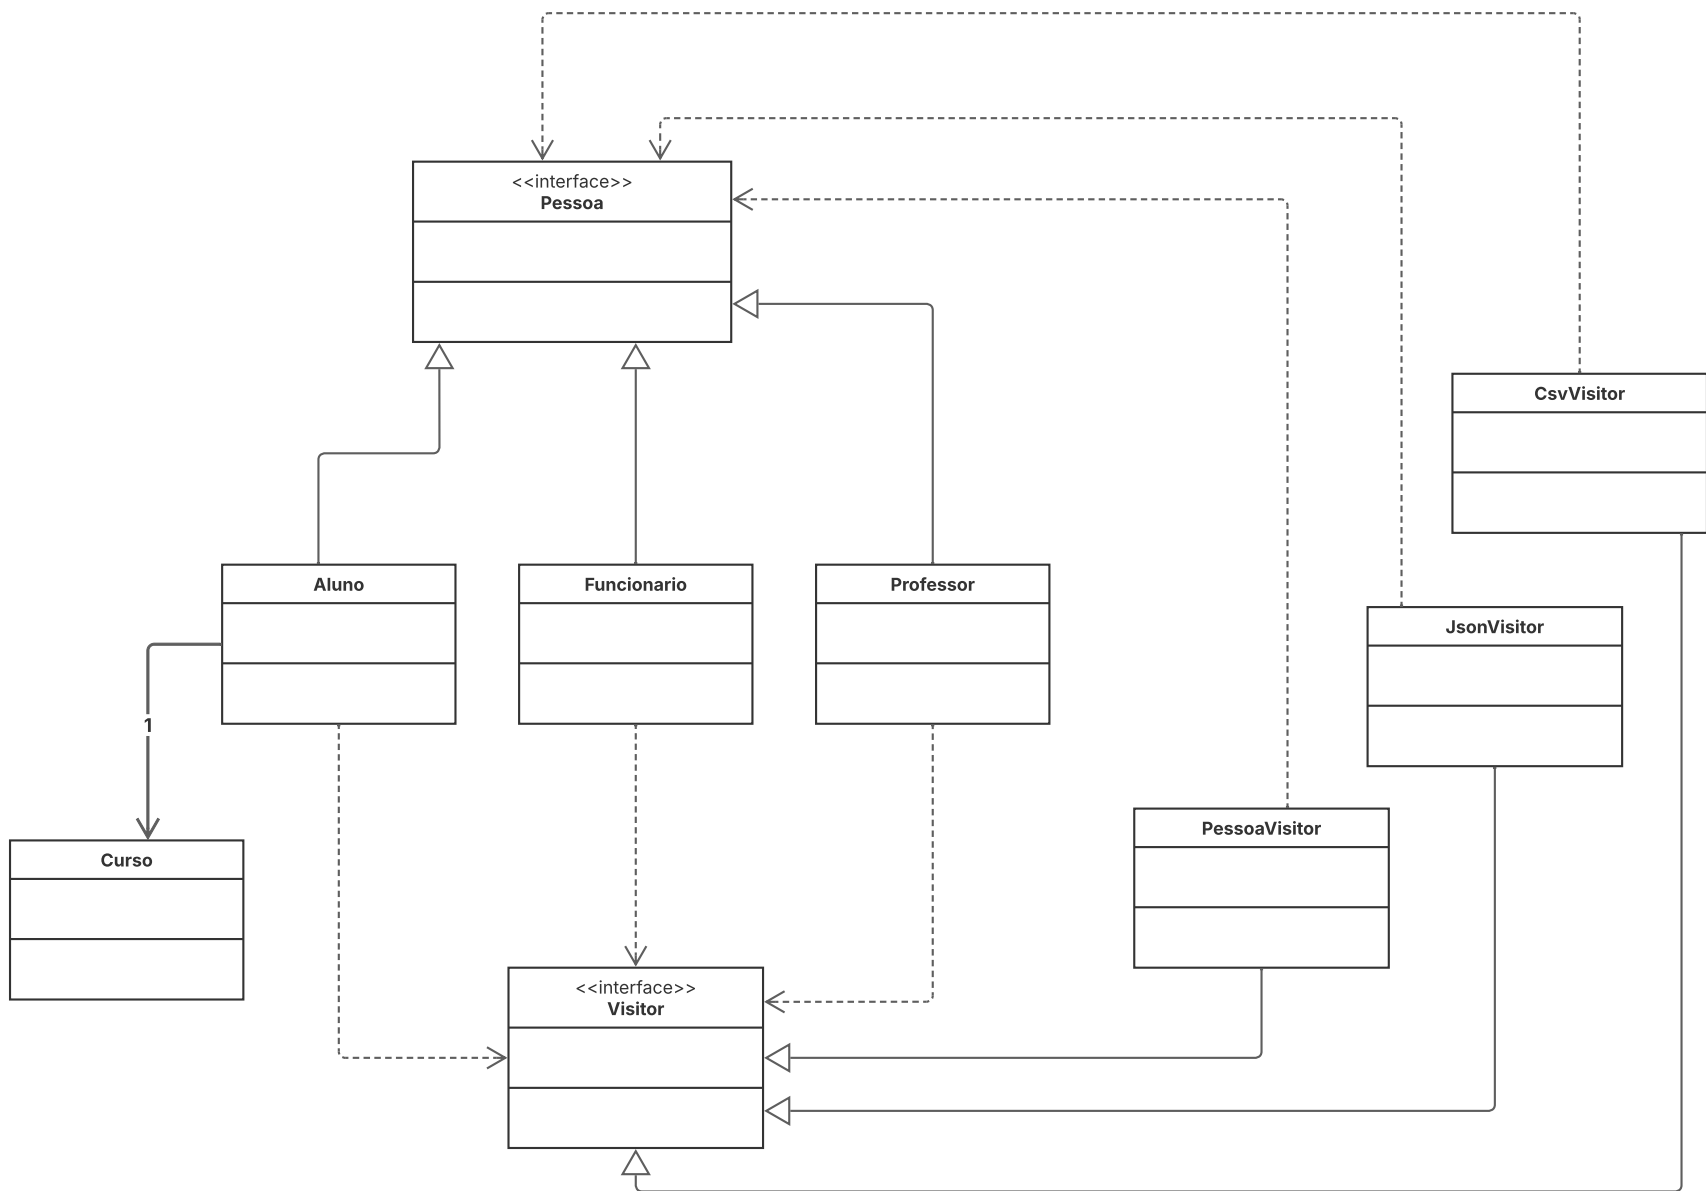 <<interface>>
Pessoa
CsvVisitor
Aluno
Funcionario
Professor
JsonVisitor
1
PessoaVisitor
Curso
<<interface>>
Visitor